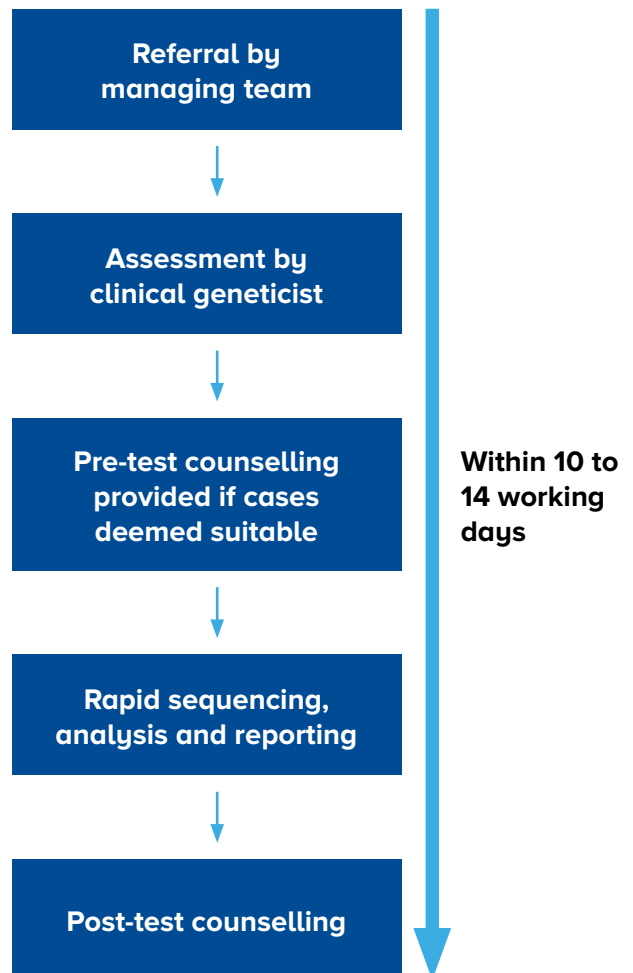 Referral by
managing team
Assessment by
clinical geneticist
Pre-test counselling
provided if cases
deemed suitable
Within 10 to
14 working
days
Rapid sequencing,
analysis and reporting
Post-test counselling